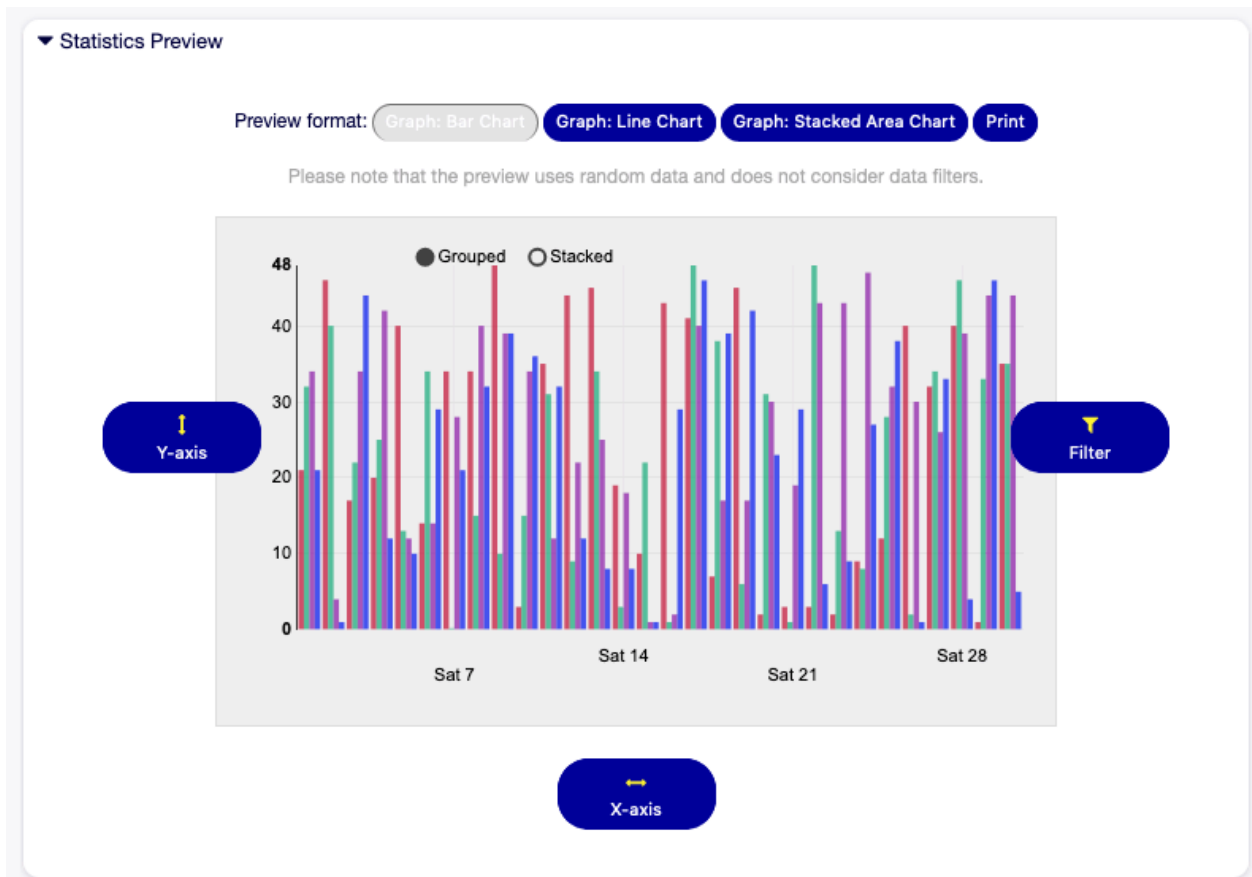 Statistics Preview
Preview format: Graph: Bar Chart Graph: Line Chart Graph: Stacked Area Chart Print
Please note that the preview uses random data and does not consider data filters.
Grouped Stacked
48
40
30
20
10
0
Y-axis
Filter
Sat 7
Sat 14
Sat 21
Sat 28
X-axis